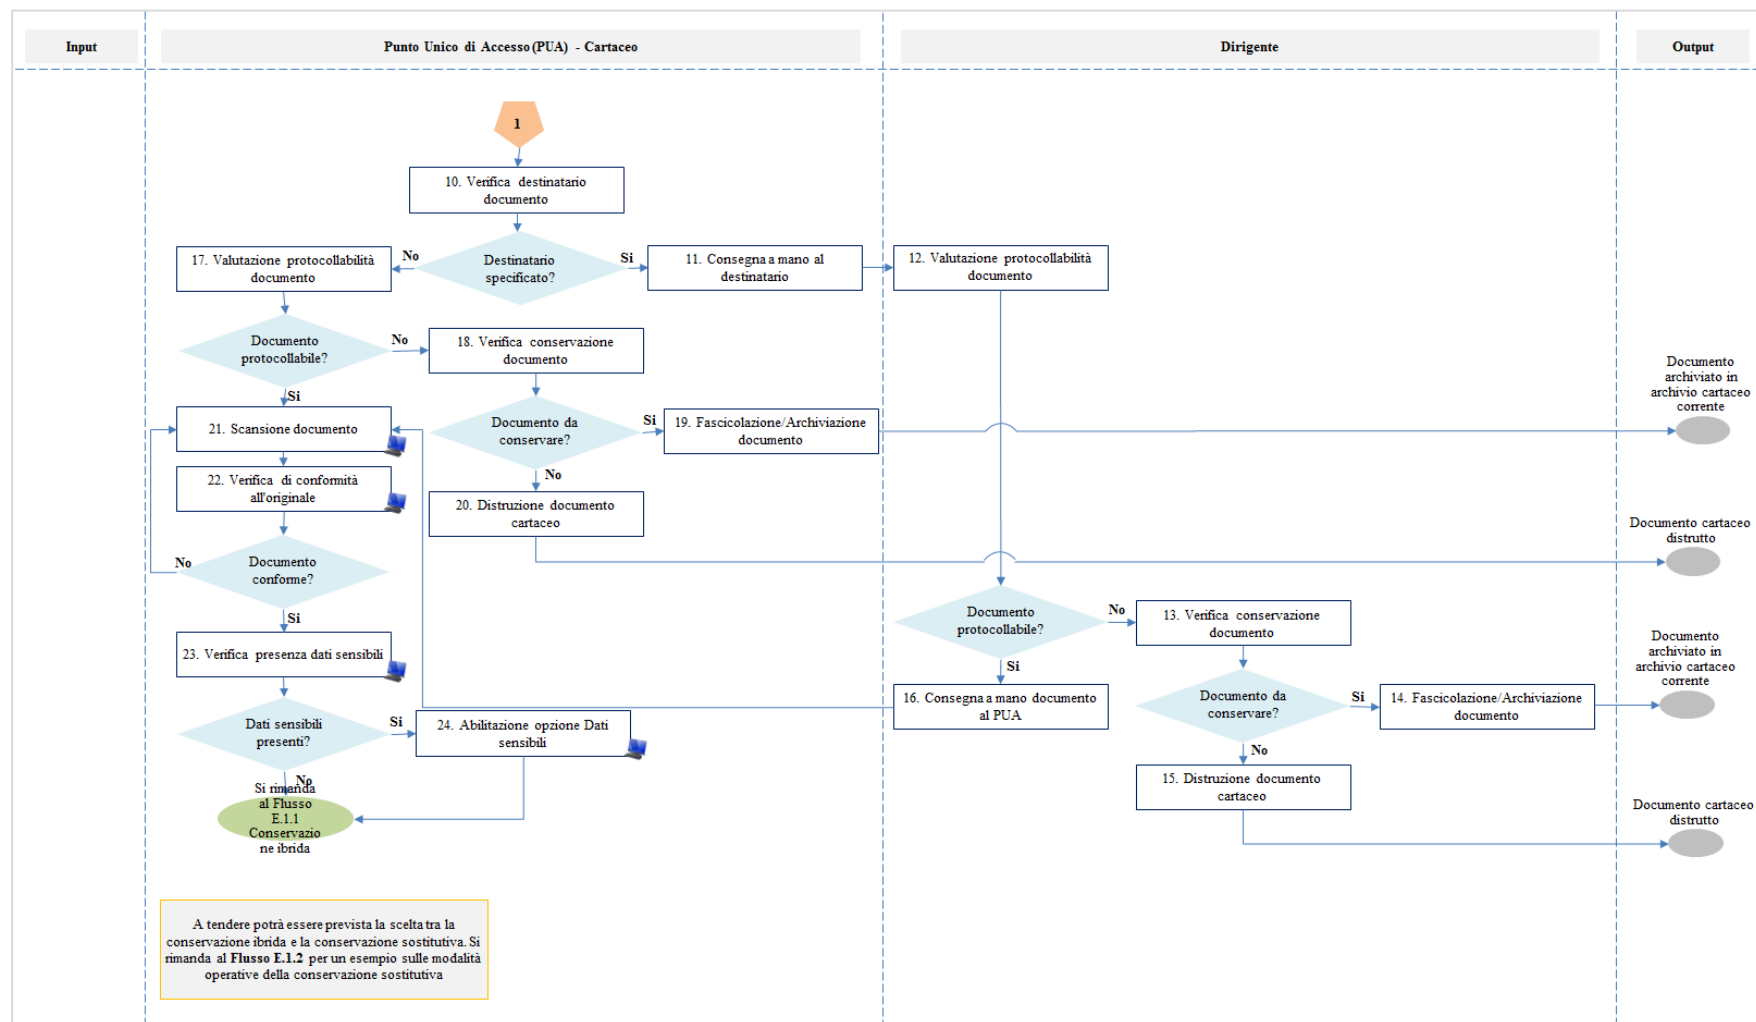 Input
Punto Unico di Accesso (PUA) - Cartaceo
Dirigente
Output
1
10. Verifica destinatario
documento
17. Valutazione protocollabilità
documento
No
Destinatario
specificato?
Si
11. Consegna a mano al
destinatario
12. Valutazione protocollabilità
documento
Documento
protocollabile?
No
18. Verifica conservazione
documento
Si
Documento
archiviato in
archivio cartaceo
corrente
21. Scansione documento
Documento da
conservare?
Si
19. Fascicolazione/Archiviazione
documento
22. Verifica di conformità
all'originale
No
20. Distruzione documento
cartaceo
Documento cartaceo
distrutto
No
Documento
conforme?
Si
Documento
protocollabile?
No
13. Verifica conservazione
documento
23. Verifica presenza dati sensibili
Si
Documento
archiviato in
archivio cartaceo
corrente
16. Consegna a mano documento
al PUA
Documento da
conservare?
Si
14. Fascicolazione/Archiviazione
documento
Dati sensibili
presenti?
Si
24. Abilitazione opzione Dati
sensibili
No
15. Distruzione documento
cartaceo
No
Si rimanda
al Flusso
E.1.1
Conservazio
ne ibrida
Documento cartaceo
distrutto
A tendere potrà essere prevista la scelta tra la
conservazione ibrida e la conservazione sostitutiva. Si
rimanda al Flusso E.1.2 per un esempio sulle modalità
operative della conservazione sostitutiva